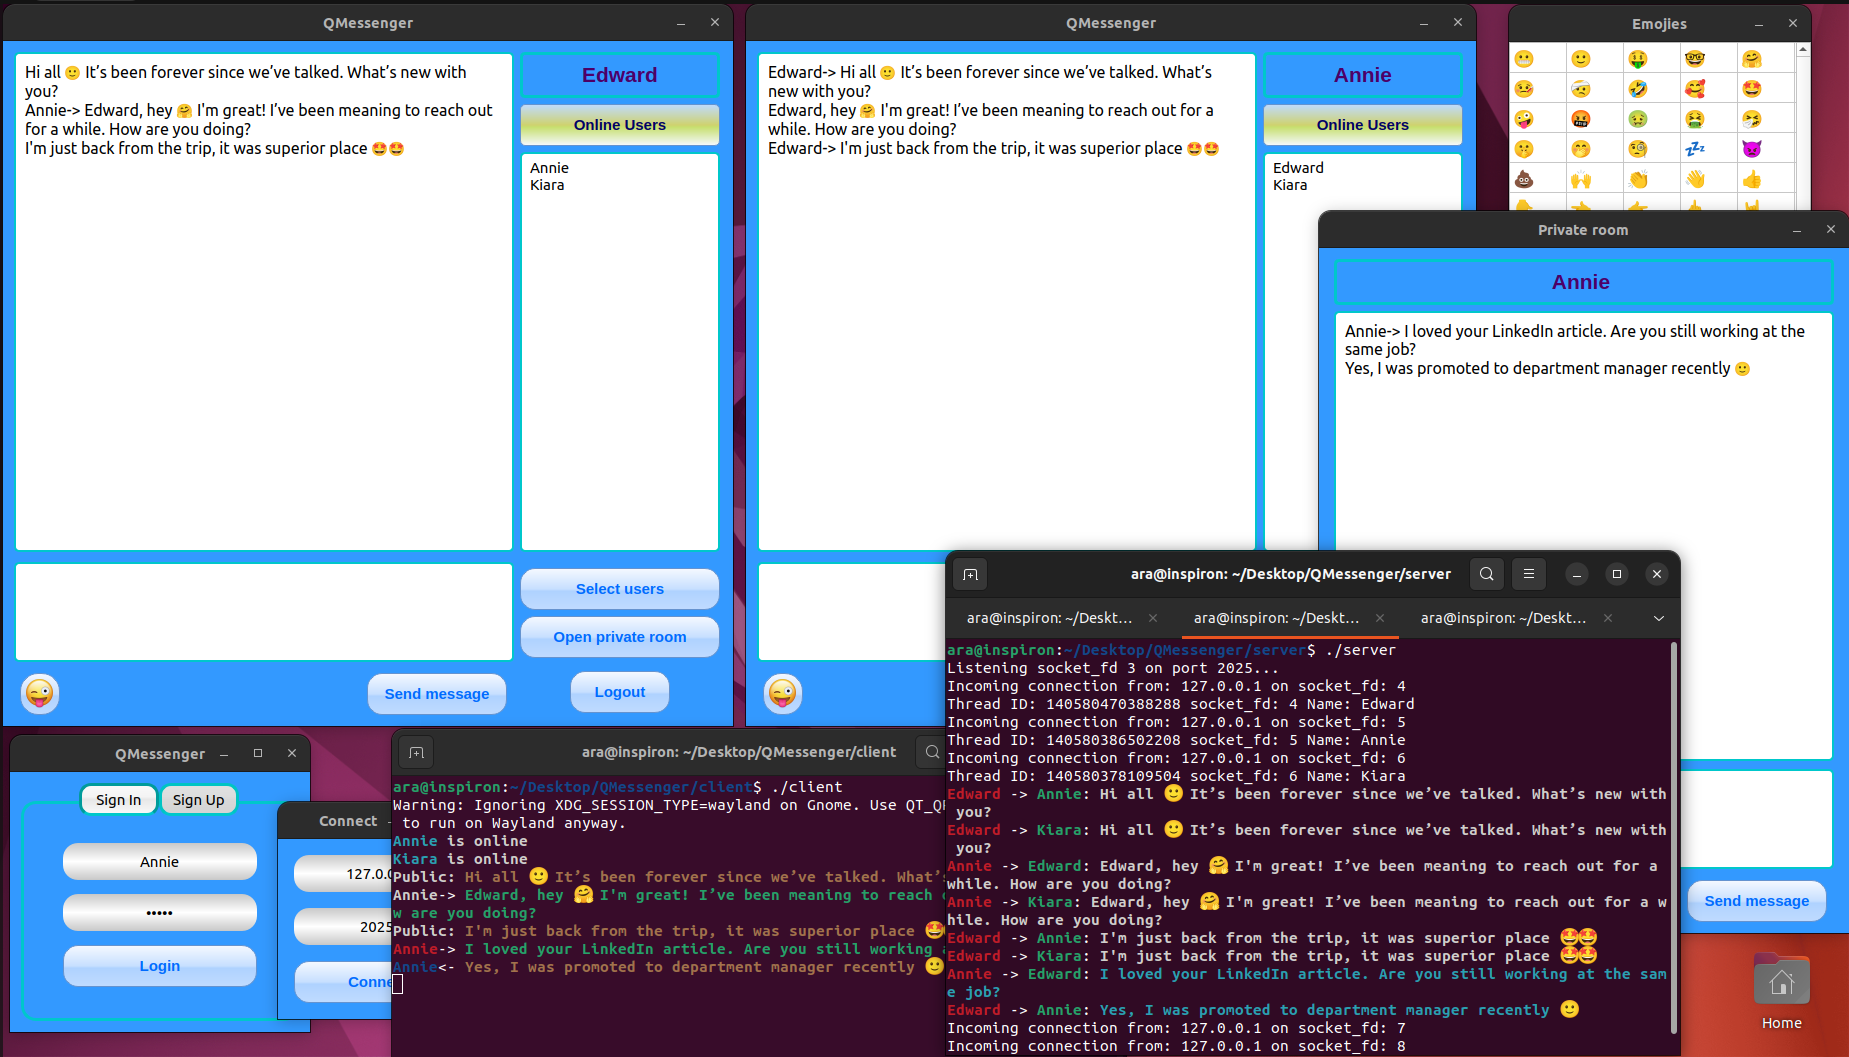 QMessenger
Hi all 🙂 It’s been forever since we’ve talked. What’s new with
you?
Annie-> Edward, hey 🤗 I'm great! I’ve been meaning to reach out
for a while. How are you doing?
I'm just back from the trip, it was superior place 🤩🤩
Edward
Online Users
Annie
Kiara
Select users
Open private room
Send message
Logout
QMessenger
Edward-> Hi all 🙂 It’s been forever since we’ve talked. What’s
new with you?
Edward, hey 🤗 I'm great! I’ve been meaning to reach out for a
while. How are you doing?
Edward-> I'm just back from the trip, it was superior place 🤩🤩
Annie
Online Users
Edward
Kiara
Emojies
Private room
Annie
Annie-> I loved your LinkedIn article. Are you still working at the
same job?
Yes, I was promoted to department manager recently 🙂
Send message
QMessenger
Sign In
Sign Up
Annie
•••••
Login
Connect
127.0.0
2025
Conne
ara@inspiron: ~/Desktop/QMessenger/client
ara@inspiron:~/Desktop/QMessenger/client$ ./client
Warning: Ignoring XDG_SESSION_TYPE=wayland on Gnome. Use QT_QP
to run on Wayland anyway.
Annie is online
Kiara is online
Public: Hi all 🙂 It’s been forever since we’ve talked. What’s
Annie-> Edward, hey 🤗 I'm great! I’ve been meaning to reach o
w are you doing?
Public: I'm just back from the trip, it was superior place 🤩
Annie-> I loved your LinkedIn article. Are you still working a
Annie<- Yes, I was promoted to department manager recently 🙂
ara@inspiron: ~/Desktop/QMessenger/server
ara@inspiron: ~/Deskt...
ara@inspiron: ~/Deskt...
ara@inspiron: ~/Deskt...
ara@inspiron:~/Desktop/QMessenger/server$ ./server
Listening socket_fd 3 on port 2025...
Incoming connection from: 127.0.0.1 on socket_fd: 4
Thread ID: 140580470388288 socket_fd: 4 Name: Edward
Incoming connection from: 127.0.0.1 on socket_fd: 5
Thread ID: 140580386502208 socket_fd: 5 Name: Annie
Incoming connection from: 127.0.0.1 on socket_fd: 6
Thread ID: 140580378109504 socket_fd: 6 Name: Kiara
Edward -> Annie: Hi all 🙂 It’s been forever since we’ve talked. What’s new with
you?
Edward -> Kiara: Hi all 🙂 It’s been forever since we’ve talked. What’s new with
you?
Annie -> Edward: Edward, hey 🤗 I'm great! I’ve been meaning to reach out for a
while. How are you doing?
Annie -> Kiara: Edward, hey 🤗 I'm great! I’ve been meaning to reach out for a w
hile. How are you doing?
Edward -> Annie: I'm just back from the trip, it was superior place 🤩🤩
Edward -> Kiara: I'm just back from the trip, it was superior place 🤩🤩
Annie -> Edward: I loved your LinkedIn article. Are you still working at the sam
e job?
Edward -> Annie: Yes, I was promoted to department manager recently 🙂
Incoming connection from: 127.0.0.1 on socket_fd: 7
Incoming connection from: 127.0.0.1 on socket_fd: 8
Home